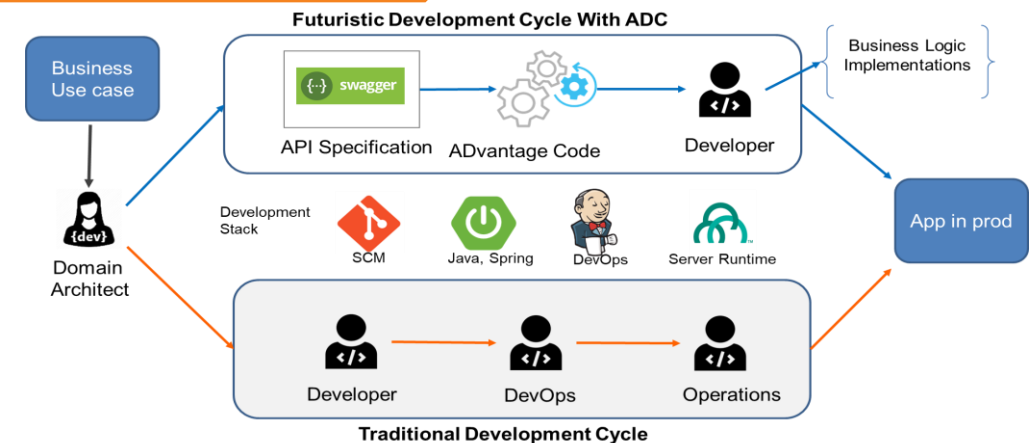 Futuristic Development Cycle With ADC
Business
Use case
{··}
swagger
API Specification
ADvantage Code
</>
Developer
Business Logic
Implementations
{dev}
Domain
Architect
Development
Stack
SCM
Java, Spring
DevOps
Server Runtime
TM
App in prod
</>
Developer
</>
DevOps
</>
Operations
Traditional Development Cycle